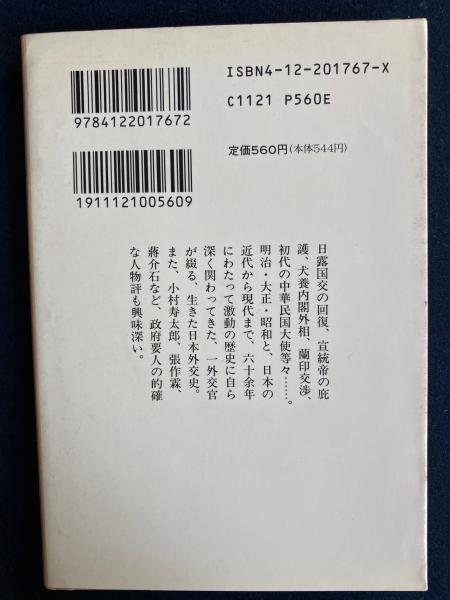 ISBN4-12-201767-X
C1121 P560E
9784122017672
定価560円(本体544円)
1911121005609
日露国交の回復、宣統帝の庇
護、犬養内閣外相、蘭印交渉、
初代の中華民国大使等々……。
明治・大正・昭和と、日本の
近代から現代まで、六十余年
にわたって激動の歴史に自ら
深く関わってきた、一外交官
が綴る、生きた日本外交史。
また、小村寿太郎、張作霖、
蔣介石など、政府要人の的確
な人物評も興味深い。